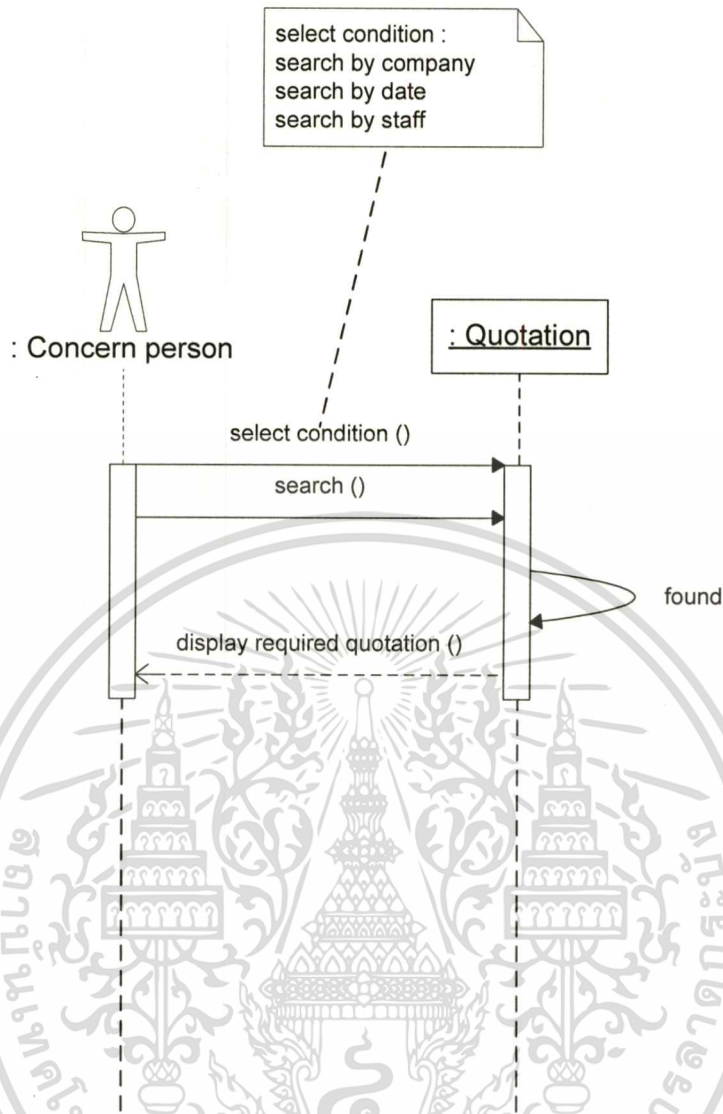 select condition :
search by company
search by date
search by staff
: Concern person
: Quotation
select condition ()
search ()
found
display required quotation ()